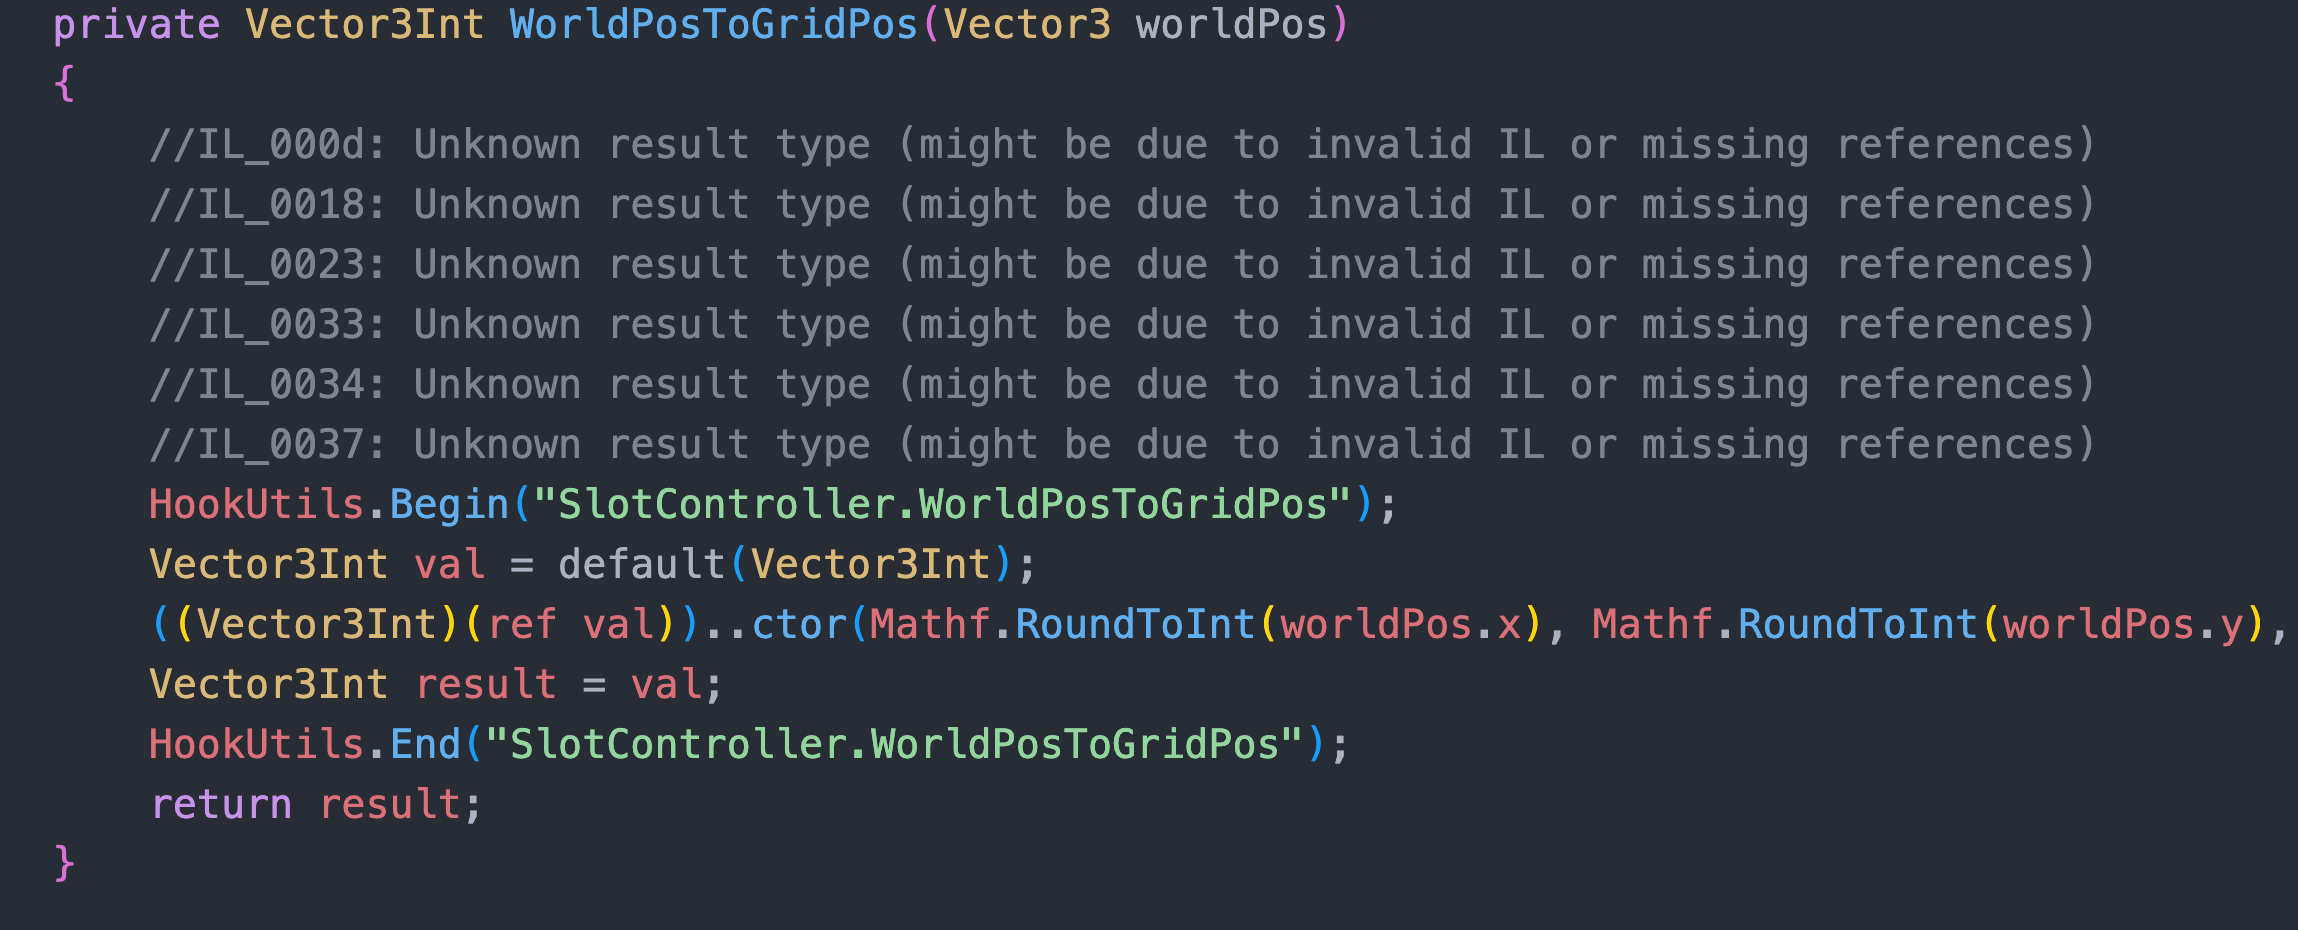 private Vector3Int WorldPosToGridPos(Vector3 worldPos)
{
    //IL_000d: Unknown result type (might be due to invalid IL or missing references)
    //IL_0018: Unknown result type (might be due to invalid IL or missing references)
    //IL_0023: Unknown result type (might be due to invalid IL or missing references)
    //IL_0033: Unknown result type (might be due to invalid IL or missing references)
    //IL_0034: Unknown result type (might be due to invalid IL or missing references)
    //IL_0037: Unknown result type (might be due to invalid IL or missing references)
    HookUtils.Begin("SlotController.WorldPosToGridPos");
    Vector3Int val = default(Vector3Int);
    ((Vector3Int)(ref val))..ctor(Mathf.RoundToInt(worldPos.x), Mathf.RoundToInt(worldPos.y),
    Vector3Int result = val;
    HookUtils.End("SlotController.WorldPosToGridPos");
    return result;
}